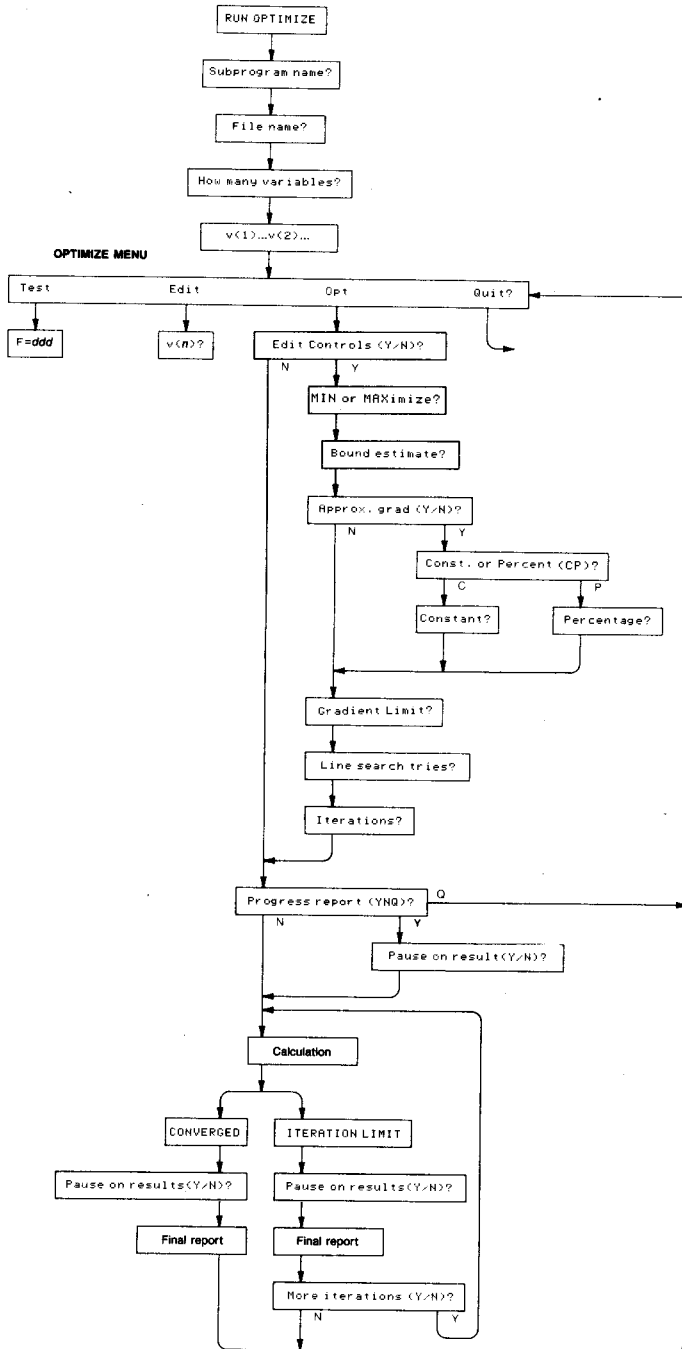 RUN OPTIMIZE
Subprogram name?
File name?
How many variables?
v(1)...v(2)...
OPTIMIZE MENU
Test Edit Opt Quit?
F=ddd v(n)? Edit Controls (Y/N)?
N Y
MIN or MAXimize?
Bound estimate?
Approx. grad (Y/N)?
N Y
Const. or Percent (CP)?
C P
Constant? Percentage?
Gradient Limit?
Line search tries?
Iterations?
Progress report (YNQ)? Q
N Y
Pause on result(Y/N)?
Calculation
CONVERGED ITERATION LIMIT
Pause on results(Y/N)? Pause on results(Y/N)?
Final report Final report
More iterations (Y/N)?
N Y